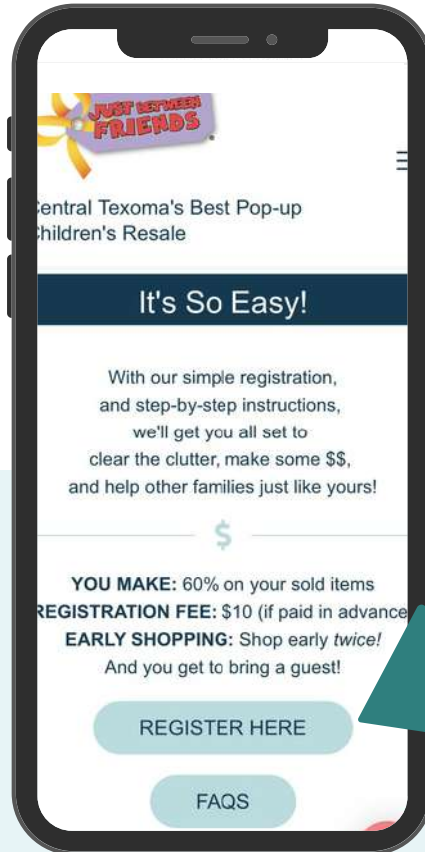 JUST BETWEEN
FRIENDS
Central Texoma's Best Pop-up
Children's Resale
It's So Easy!
With our simple registration,
and step-by-step instructions,
we'll get you all set to
clear the clutter, make some $$,
and help other families just like yours!
$
YOU MAKE: 60% on your sold items
REGISTRATION FEE: $10 (if paid in advance
EARLY SHOPPING: Shop early twice!
And you get to bring a guest!
REGISTER HERE
FAQS